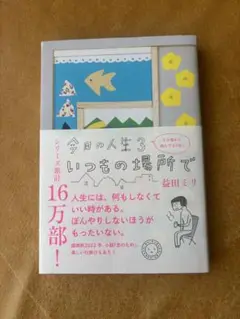 今日の人生3
いつもの場所で
益田ミリ
シリーズ累計
16万部!
人生には、何もしなくて
いい時がある。
ぼんやりしないほうが
もったいない。